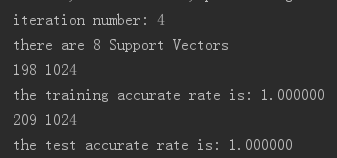 iteration number: 4
there are 8 Support Vectors
198 1024
the training accurate rate is: 1.000000
209 1024
the test accurate rate is: 1.000000